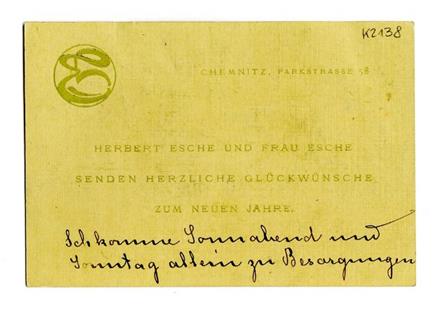 K2138
CHEMNITZ, PARKSTRASSE 58
HERBERT ESCHE UND FRAU ESCHE
SENDEN HERZLICHE GLÜCKWÜNSCHE
ZUM NEUEN JAHRE.
Ich komme Sonnabend und
Sonntag allein zu Besorgungen